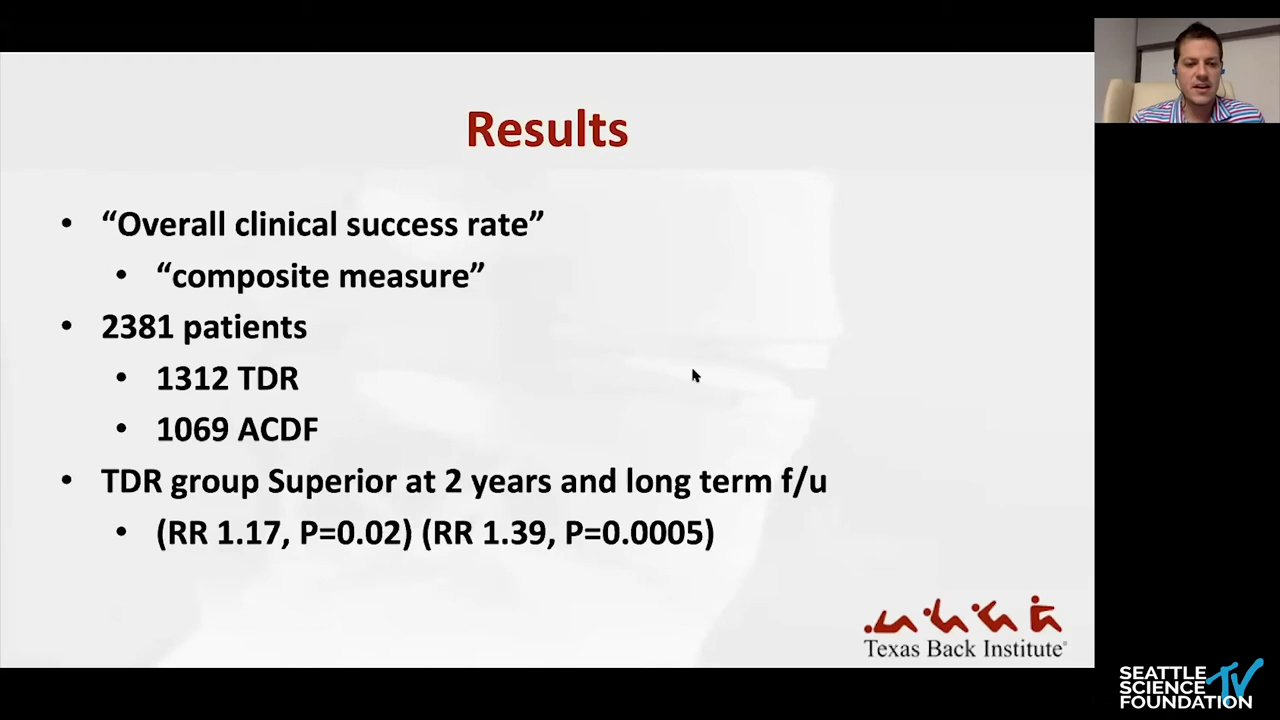 Results
• “Overall clinical success rate”
• “composite measure”
• 2381 patients
• 1312 TDR
• 1069 ACDF
• TDR group Superior at 2 years and long term f/u
• (RR 1.17, P=0.02) (RR 1.39, P=0.0005)
Texas Back Institute®
SEATTLE
SCIENCE
FOUNDATION
TV